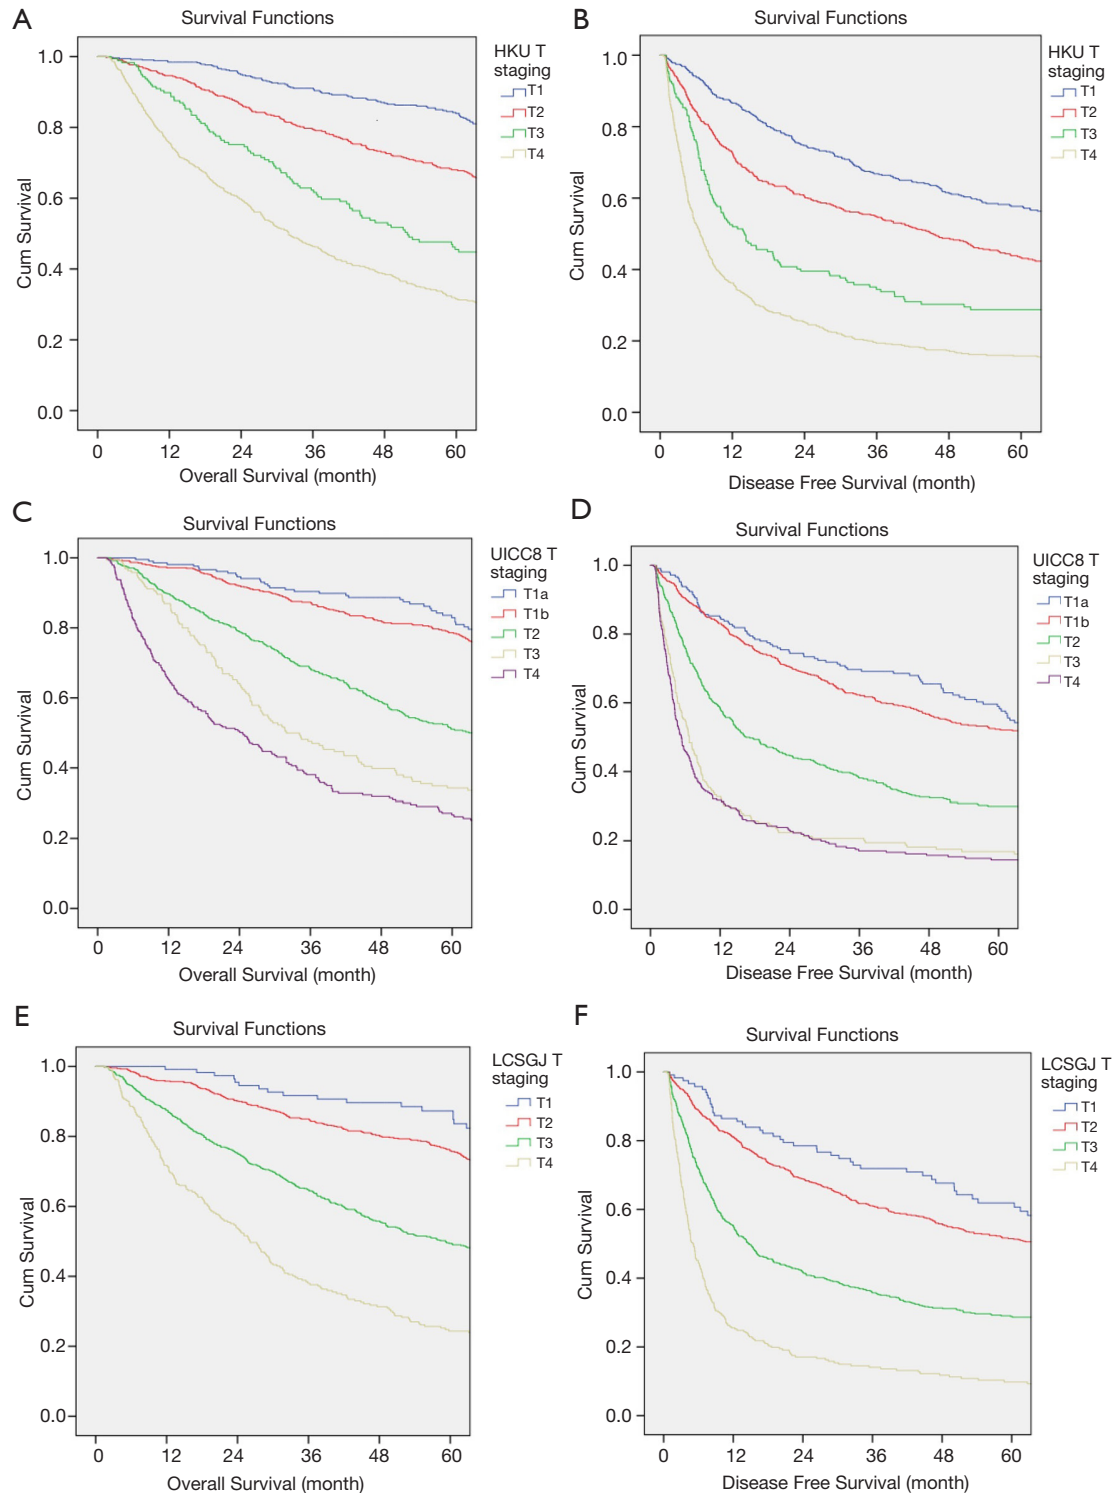 A
Survival Functions
HKU T
staging
T1
T2
T3
T4
1.0
0.8
0.6
0.4
0.2
0.0
Cum Survival
0 12 24 36 48 60
Overall Survival (month)
B
Survival Functions
HKU T
staging
T1
T2
T3
T4
1.0
0.8
0.6
0.4
0.2
0.0
Cum Survival
0 12 24 36 48 60
Disease Free Survival (month)
C
Survival Functions
UICC8 T
staging
T1a
T1b
T2
T3
T4
1.0
0.8
0.6
0.4
0.2
0.0
Cum Survival
0 12 24 36 48 60
Overall Survival (month)
D
Survival Functions
UICC8 T
staging
T1a
T1b
T2
T3
T4
1.0
0.8
0.6
0.4
0.2
0.0
Cum Survival
0 12 24 36 48 60
Disease Free Survival (month)
E
Survival Functions
LCSGJ T
staging
T1
T2
T3
T4
1.0
0.8
0.6
0.4
0.2
0.0
Cum Survival
0 12 24 36 48 60
Overall Survival (month)
F
Survival Functions
LCSGJ T
staging
T1
T2
T3
T4
1.0
0.8
0.6
0.4
0.2
0.0
Cum Survival
0 12 24 36 48 60
Disease Free Survival (month)